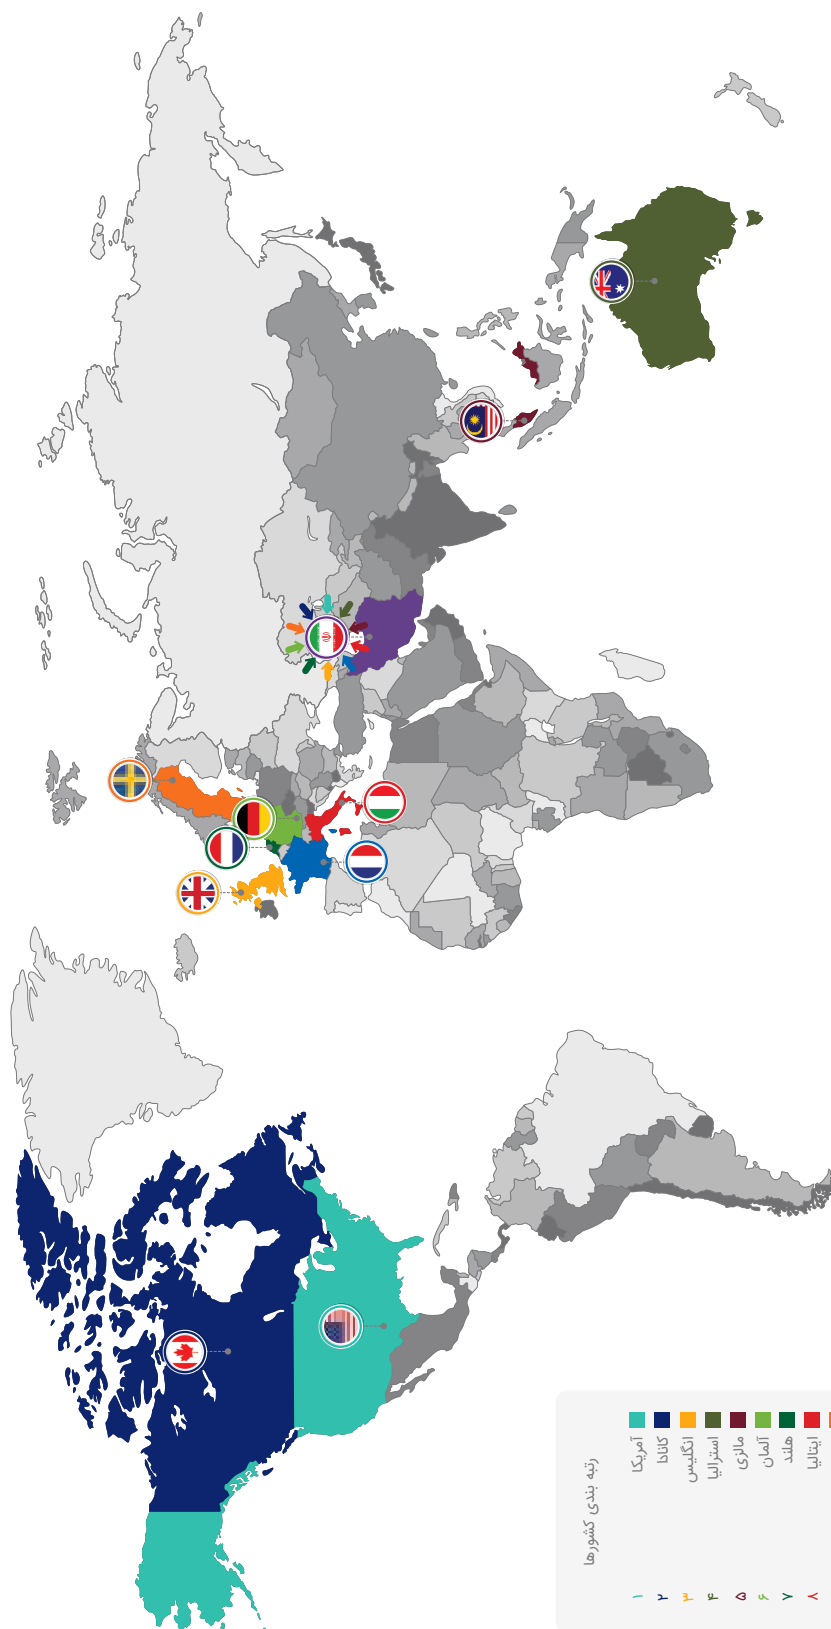 رتبه بندی کشورها
آمریکا ۱
کانادا ۲
انگلیس ۳
استرالیا ۴
مالزی ۵
آلمان ۶
هلند ۷
ایتالیا ۸